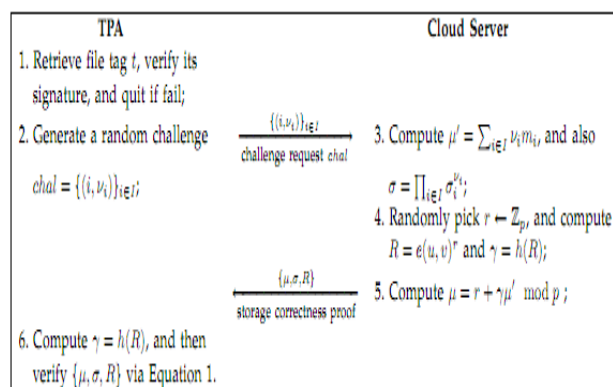 TPA
Cloud Server
1. Retrieve file tag t, verify its
signature, and quit if fail;
2. Generate a random challenge
chal = {(i, νᵢ)}ᵢ∈I;
{(i,νᵢ)}ᵢ∈I
challenge request chal
3. Compute μ′ = ∑ᵢ∈I νᵢmᵢ, and also
σ = ∏ᵢ∈I σᵢ^νᵢ;
4. Randomly pick r ← ℤₚ, and compute
R = e(u, v)ʳ and γ = h(R);
{μ,σ,R}
storage correctness proof
5. Compute μ = r + γμ′ mod p ;
6. Compute γ = h(R), and then
verify {μ, σ, R} via Equation 1.